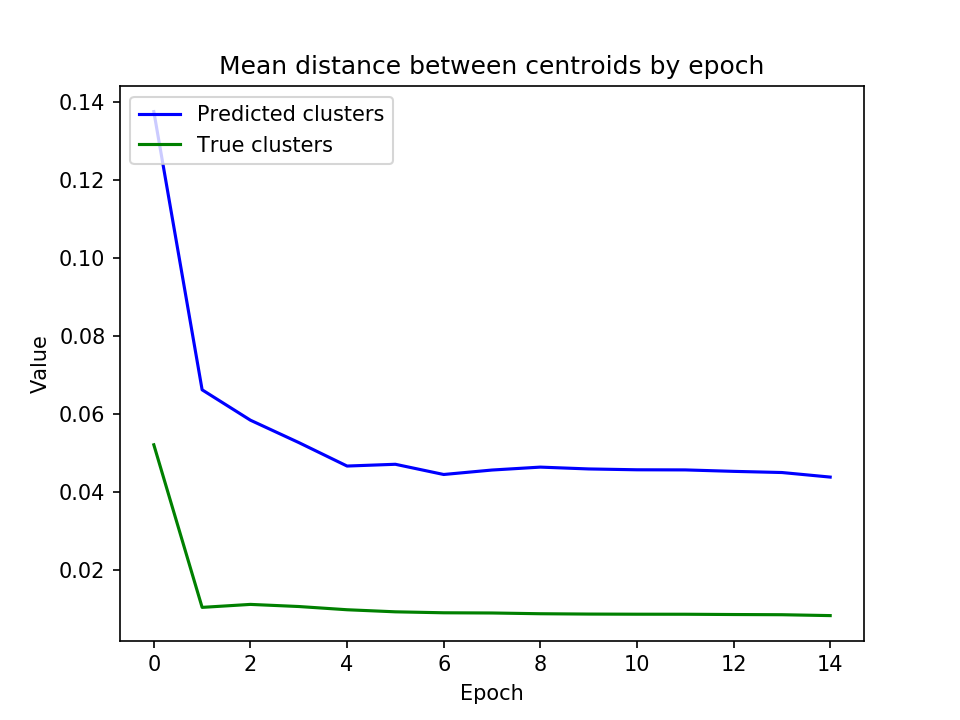 Mean distance between centroids by epoch
Predicted clusters
True clusters
0.14
0.12
0.10
0.08
0.06
0.04
0.02
Value
0 2 4 6 8 10 12 14
Epoch